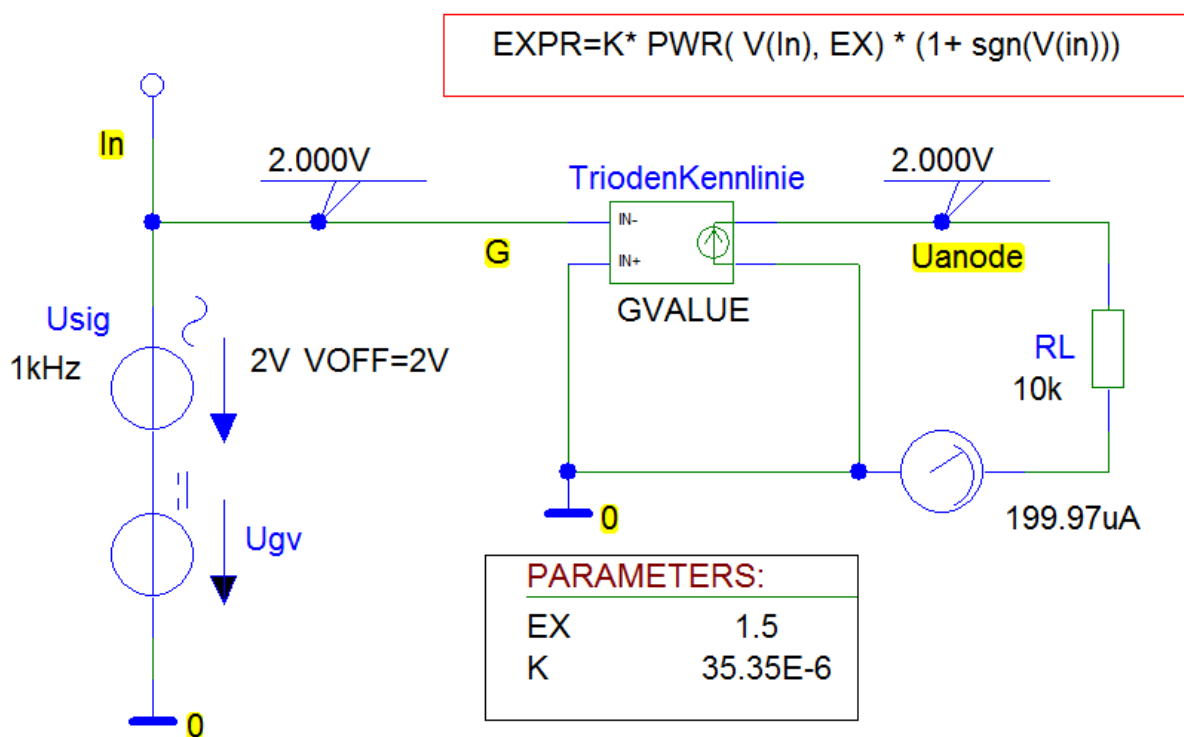 EXPR=K* PWR( V(In), EX) * (1+ sgn(V(in)))
In
2.000V
TriodenKennlinie
2.000V
IN-
G
IN+
Uanode
GVALUE
Usig
1kHz
2V VOFF=2V
RL
10k
Ugv
0
199.97uA
PARAMETERS:
EX 1.5
K 35.35E-6
0